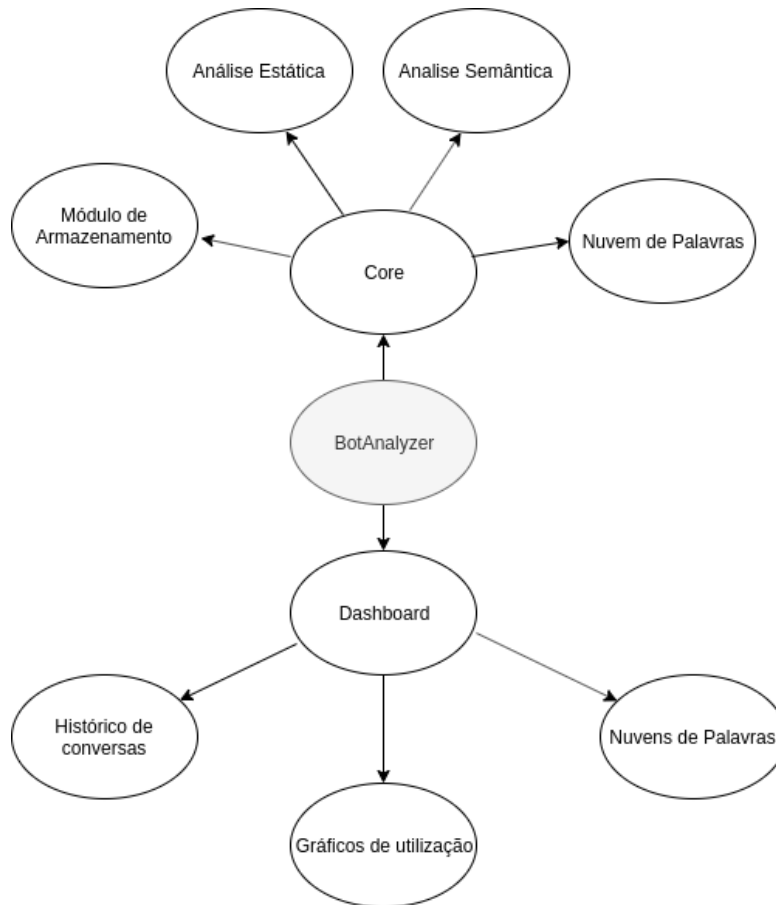 Análise Estática
Analise Semântica
Módulo de
Armazenamento
Nuvem de Palavras
Core
BotAnalyzer
Dashboard
Histórico de
conversas
Nuvens de Palavras
Gráficos de utilização